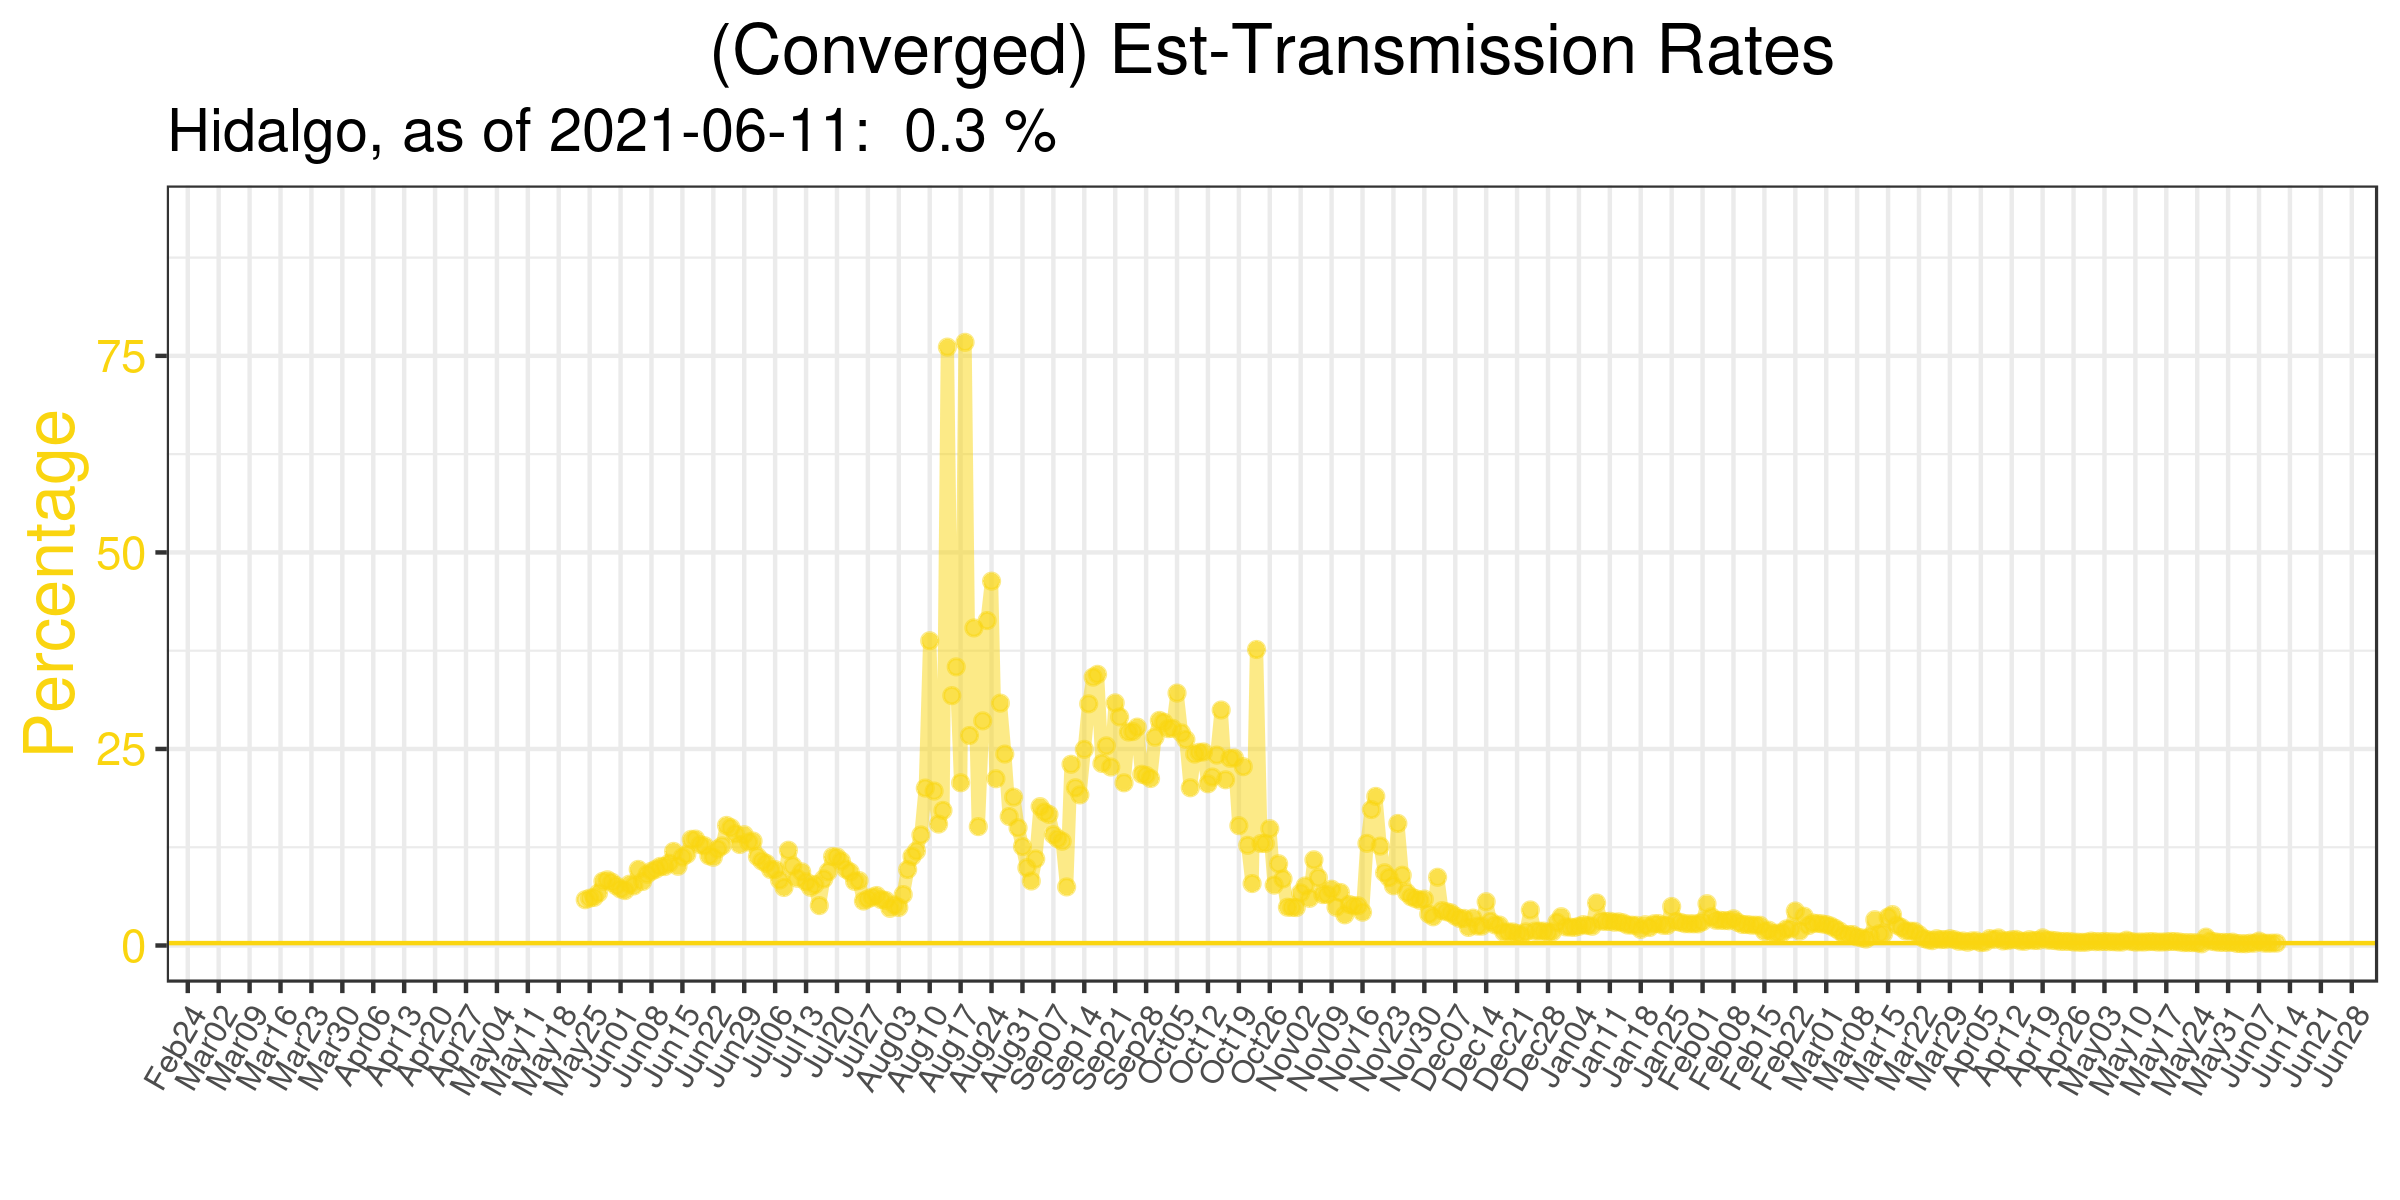 (Converged) Est-Transmission Rates
Hidalgo, as of 2021-06-11:  0.3 %
Percentage
75
50
25
0
Feb24
Mar02
Mar09
Mar16
Mar23
Mar30
Apr06
Apr13
Apr20
Apr27
May04
May11
May18
May25
Jun01
Jun08
Jun15
Jun22
Jun29
Jul06
Jul13
Jul20
Jul27
Aug03
Aug10
Aug17
Aug24
Aug31
Sep07
Sep14
Sep21
Sep28
Oct05
Oct12
Oct19
Oct26
Nov02
Nov09
Nov16
Nov23
Nov30
Dec07
Dec14
Dec21
Dec28
Jan04
Jan11
Jan18
Jan25
Feb01
Feb08
Feb15
Feb22
Mar01
Mar08
Mar15
Mar22
Mar29
Apr05
Apr12
Apr19
Apr26
May03
May10
May17
May24
May31
Jun07
Jun14
Jun21
Jun28